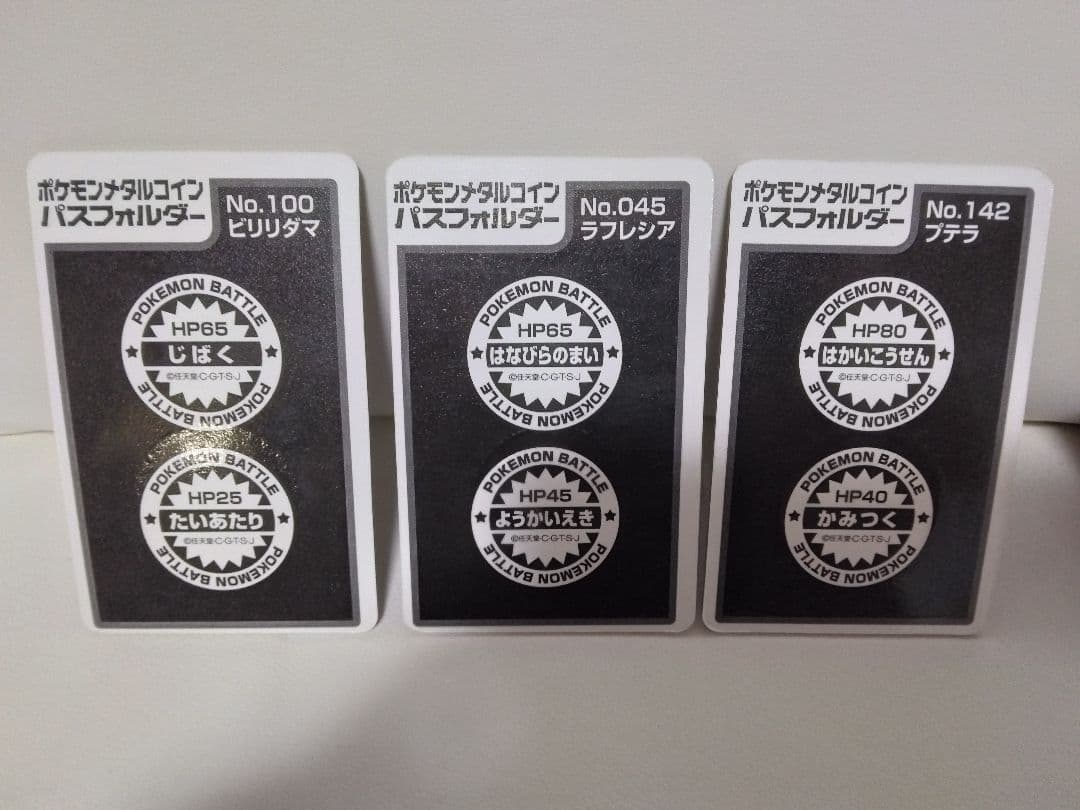 ポケモンメタルコイン
パスフォルダー
No.100
ビリリダマ
POKEMON BATTLE
HP65
じばく
©任天堂・C・G・T・S・J
POKEMON BATTLE
POKEMON BATTLE
HP25
たいあたり
©任天堂・C・G・T・S・J
POKEMON BATTLE
ポケモンメタルコイン
パスフォルダー
No.045
ラフレシア
POKEMON BATTLE
HP65
はなびらのまい
©任天堂・C・G・T・S・J
POKEMON BATTLE
POKEMON BATTLE
HP45
ようかいえき
©任天堂・C・G・T・S・J
POKEMON BATTLE
ポケモンメタルコイン
パスフォルダー
No.142
プテラ
POKEMON BATTLE
HP80
はかいこうせん
©任天堂・C・G・T・S・J
POKEMON BATTLE
POKEMON BATTLE
HP40
かみつく
©任天堂・C・G・T・S・J
POKEMON BATTLE